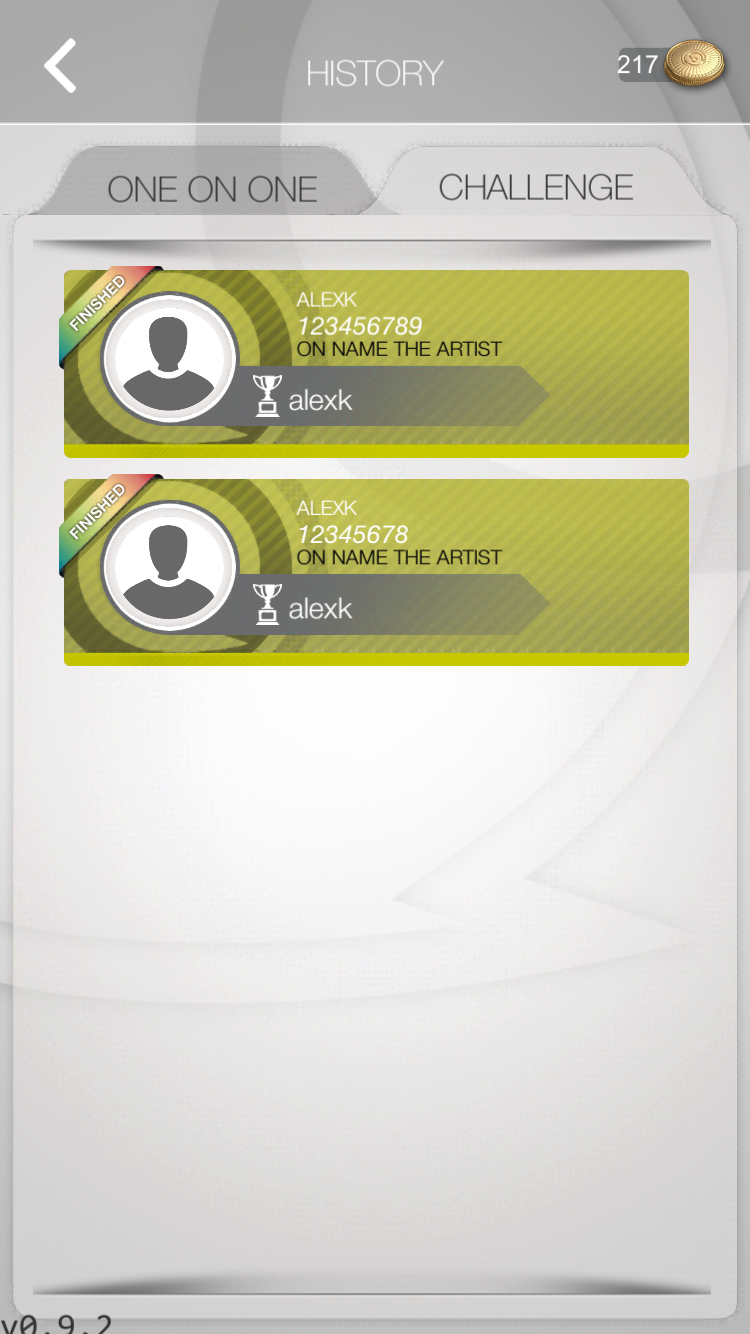 HISTORY
217
ONE ON ONE
CHALLENGE
FINISHED
ALEXK
123456789
ON NAME THE ARTIST
alexk
FINISHED
ALEXK
12345678
ON NAME THE ARTIST
alexk
v0.9.2